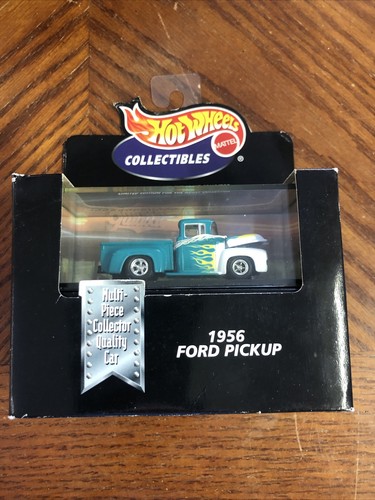 Hot Wheels
MATTEL
COLLECTIBLES
®
Multi-
Piece
Collector
Quality
Car
1956
FORD PICKUP